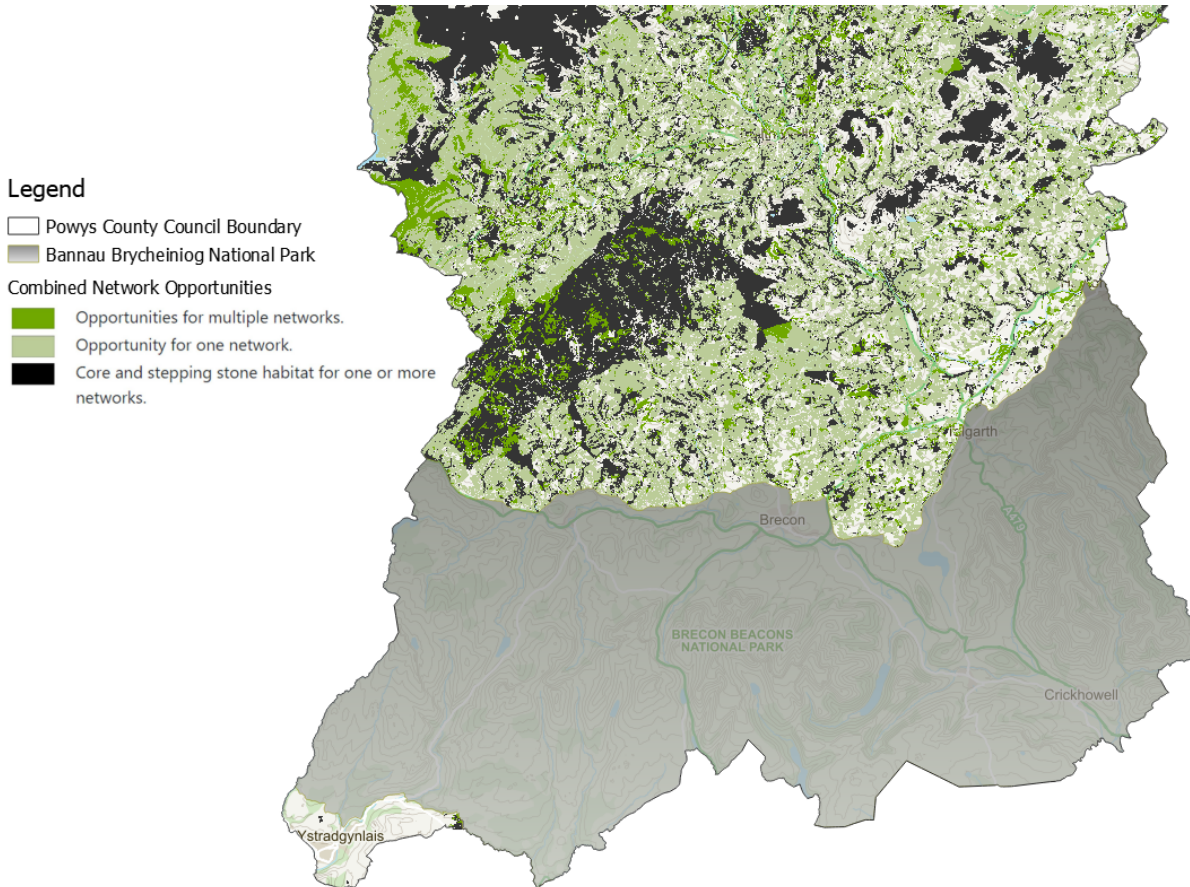 Legend
Powys County Council Boundary
Bannau Brycheiniog National Park
Combined Network Opportunities
Opportunities for multiple networks.
Opportunity for one network.
Core and stepping stone habitat for one or more
networks.
Brecon
BRECON BEACONS
NATIONAL PARK
Crickhowell
Ystradgynlais